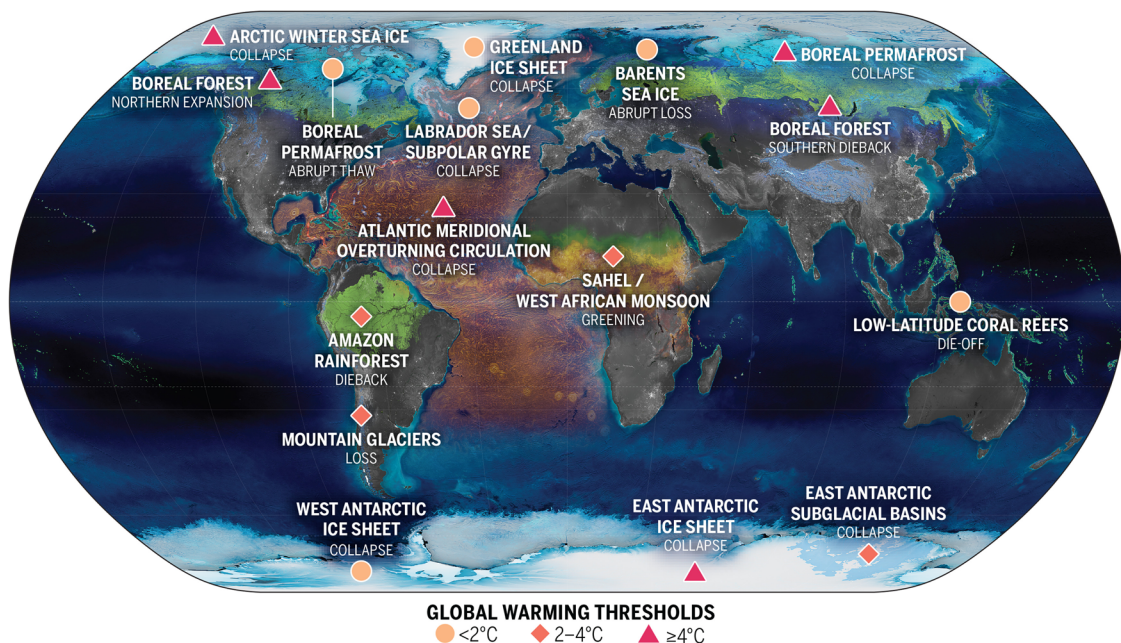 ARCTIC WINTER SEA ICE
COLLAPSE
BOREAL FOREST
NORTHERN EXPANSION
BOREAL
PERMAFROST
ABRUPT THAW
GREENLAND
ICE SHEET
COLLAPSE
LABRADOR SEA/
SUBPOLAR GYRE
COLLAPSE
BARENTS
SEA ICE
ABRUPT LOSS
BOREAL PERMAFROST
COLLAPSE
BOREAL FOREST
SOUTHERN DIEBACK
ATLANTIC MERIDIONAL
OVERTURNING CIRCULATION
COLLAPSE
SAHEL /
WEST AFRICAN MONSOON
GREENING
LOW-LATITUDE CORAL REEFS
DIE-OFF
AMAZON
RAINFOREST
DIEBACK
MOUNTAIN GLACIERS
LOSS
WEST ANTARCTIC
ICE SHEET
COLLAPSE
EAST ANTARCTIC
ICE SHEET
COLLAPSE
EAST ANTARCTIC
SUBGLACIAL BASINS
COLLAPSE
GLOBAL WARMING THRESHOLDS
<2°C 2–4°C ≥4°C